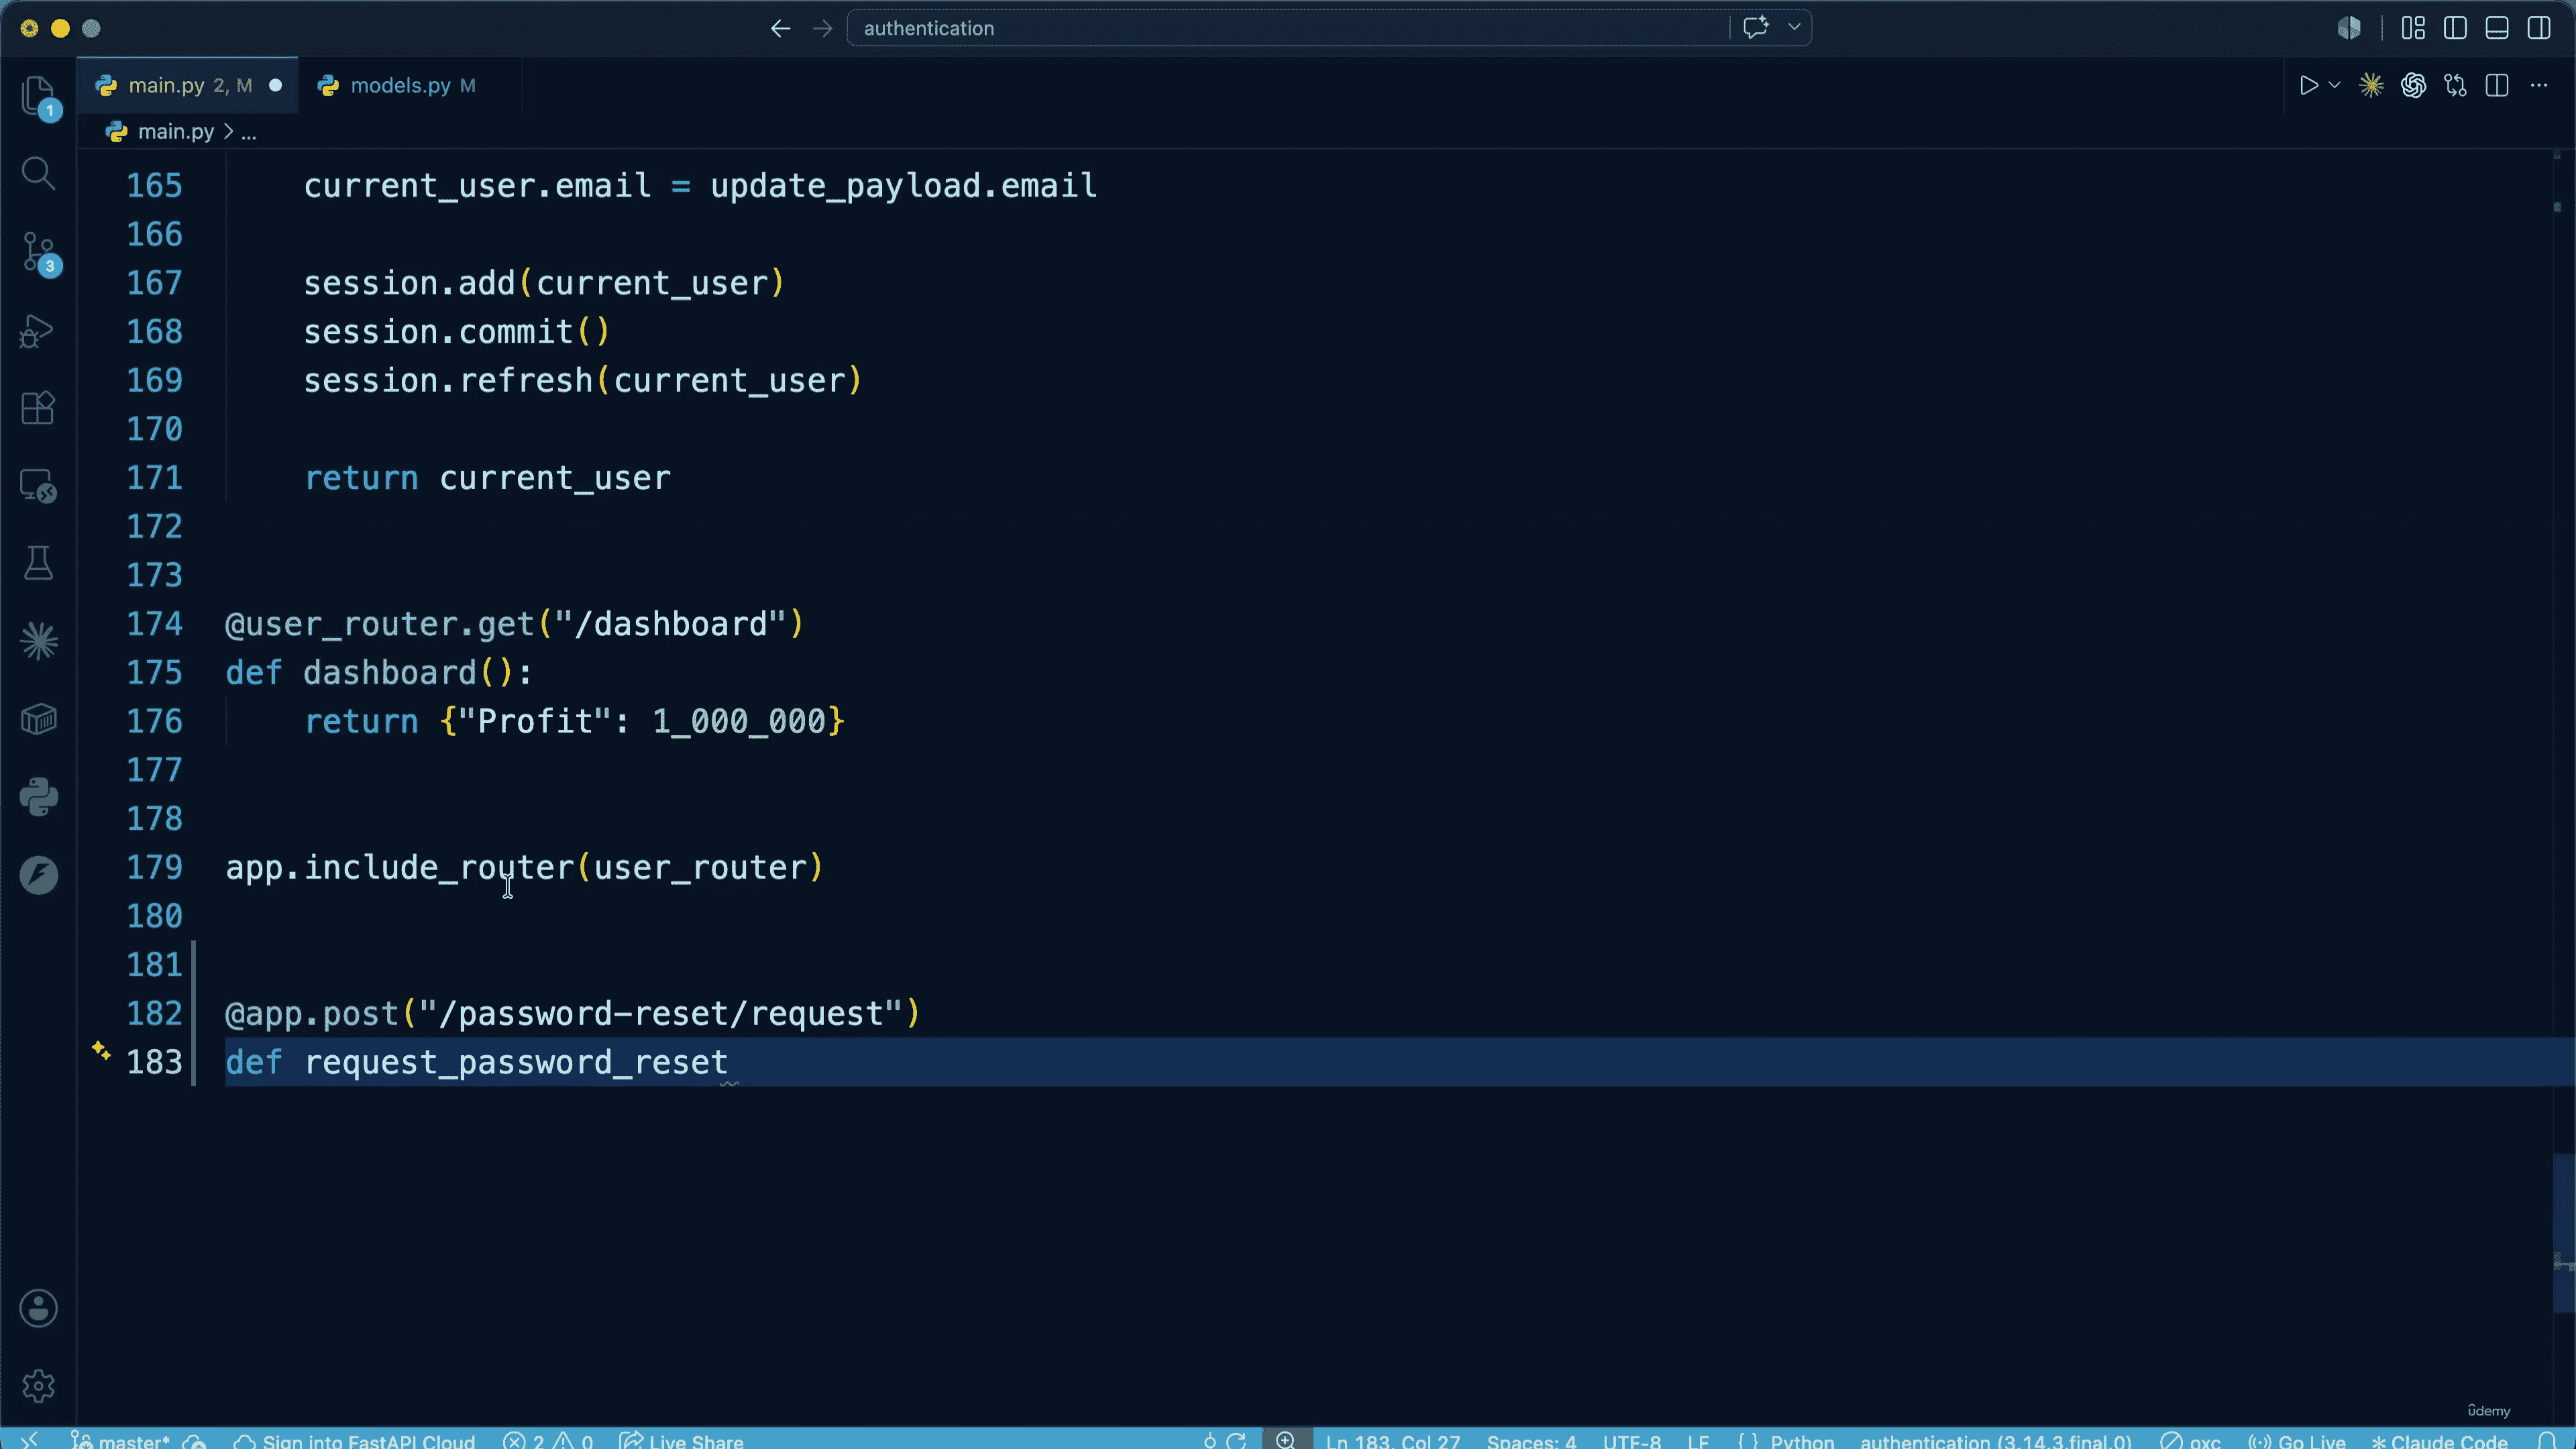 authentication
main.py 2, M
models.py M
main.py > ...
1
3
165 current_user.email = update_payload.email
166
167 session.add(current_user)
168 session.commit()
169 session.refresh(current_user)
170
171 return current_user
172
173
174 @user_router.get("/dashboard")
175 def dashboard():
176 return {"Profit": 1_000_000}
177
178
179 app.include_router(user_router)
180
181
182 @app.post("/password-reset/request")
183 def request_password_reset
ûdemy
master* Sign into FastAPI Cloud 2 0 Live Share Ln 183, Col 27 Spaces: 4 UTF-8 LF { } Python authentication (3.14.3.final.0) oxc Go Live Claude Code